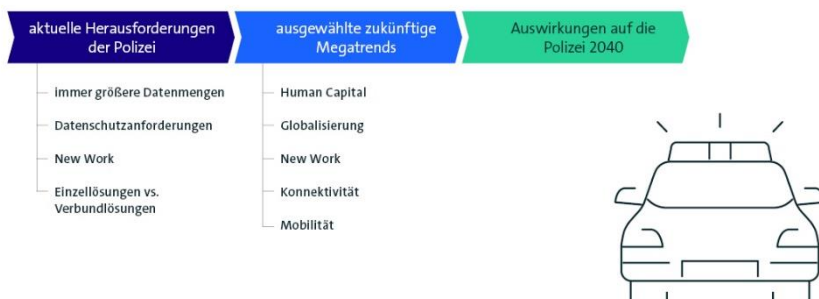 aktuelle Herausforderungen
der Polizei
ausgewählte zukünftige
Megatrends
Auswirkungen auf die
Polizei 2040
immer größere Datenmengen
Datenschutzanforderungen
New Work
Einzellösungen vs.
Verbundlösungen
Human Capital
Globalisierung
New Work
Konnektivität
Mobilität